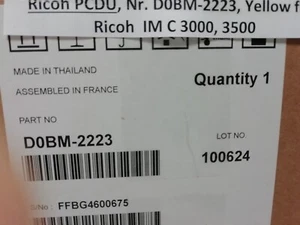 Ricoh PCDU, Nr. D0BM-2223, Yellow f
Ricoh IM C 3000, 3500
MADE IN THAILAND
ASSEMBLED IN FRANCE
Quantity 1
PART NO
D0BM-2223
LOT NO
100624
S/No : FFBG4600675